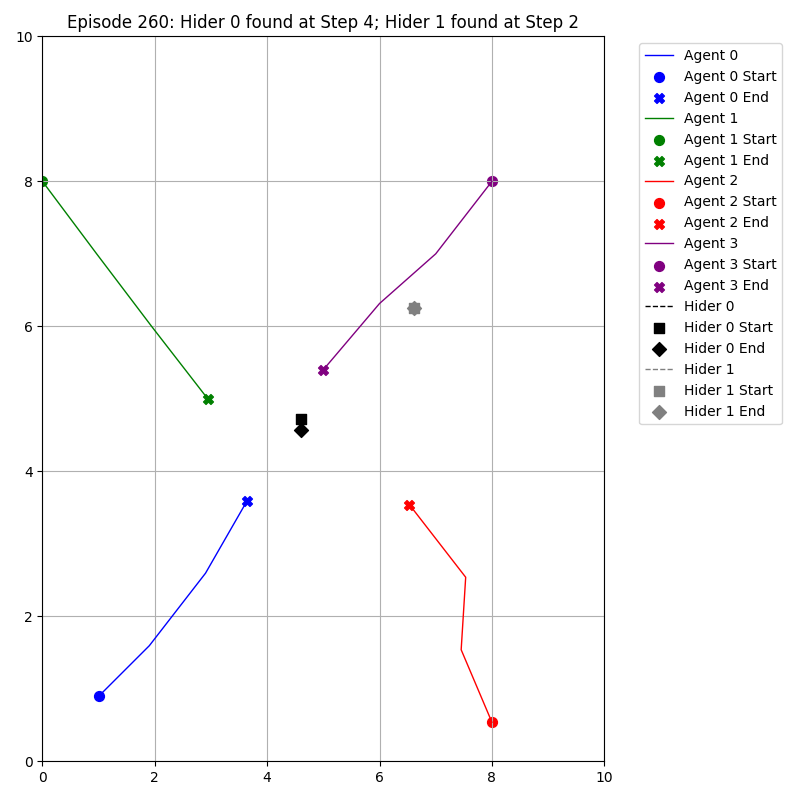 Episode 260: Hider 0 found at Step 4; Hider 1 found at Step 2
10
8
6
4
2
0
0 2 4 6 8 10
Agent 0
Agent 0 Start
Agent 0 End
Agent 1
Agent 1 Start
Agent 1 End
Agent 2
Agent 2 Start
Agent 2 End
Agent 3
Agent 3 Start
Agent 3 End
Hider 0
Hider 0 Start
Hider 0 End
Hider 1
Hider 1 Start
Hider 1 End